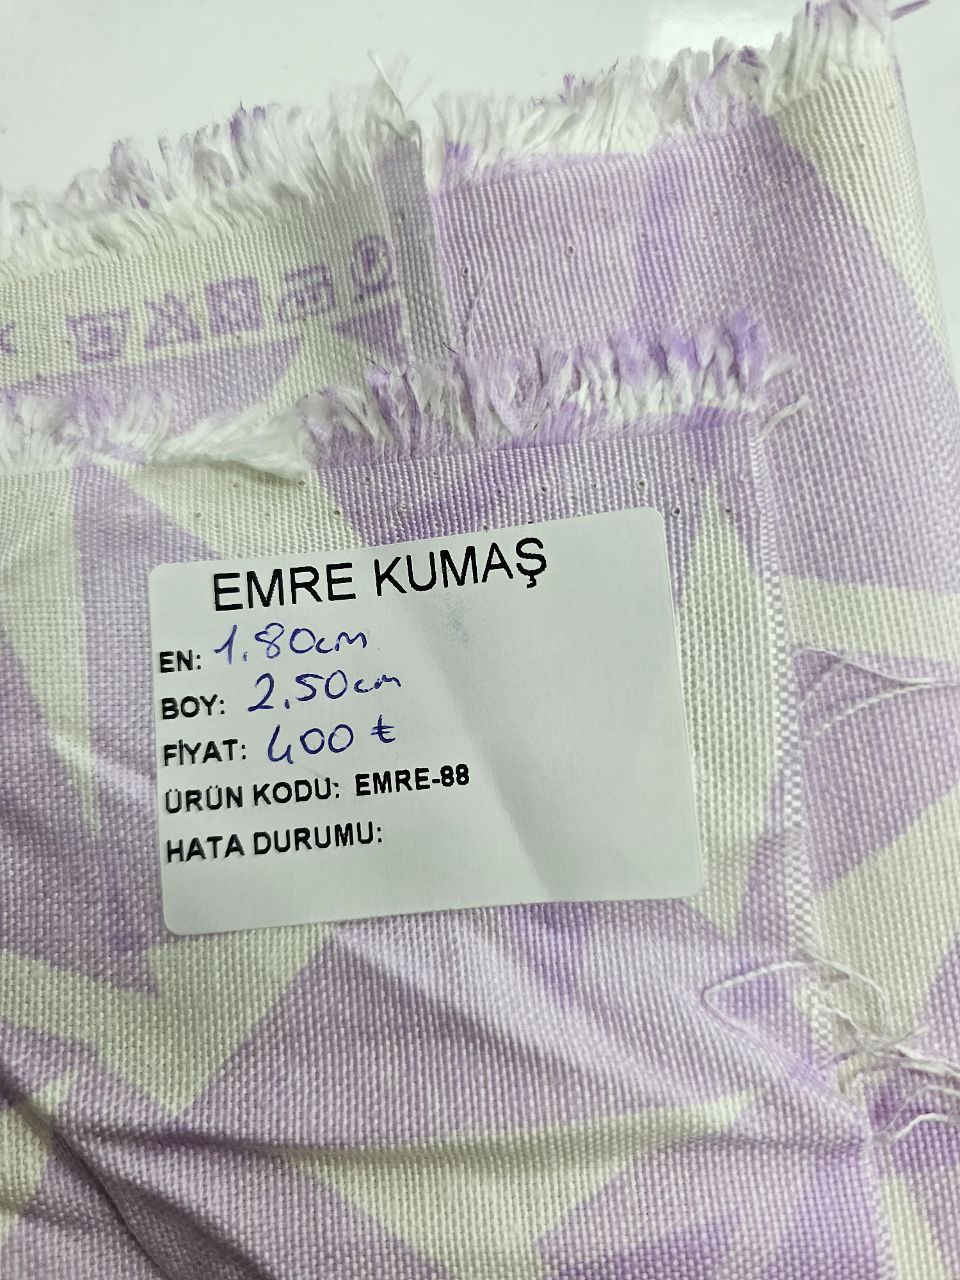 EMRE KUMAŞ
EN: 1.80cm
BOY: 2.50cm
FİYAT: 400 ₺
ÜRÜN KODU: EMRE-88
HATA DURUMU: